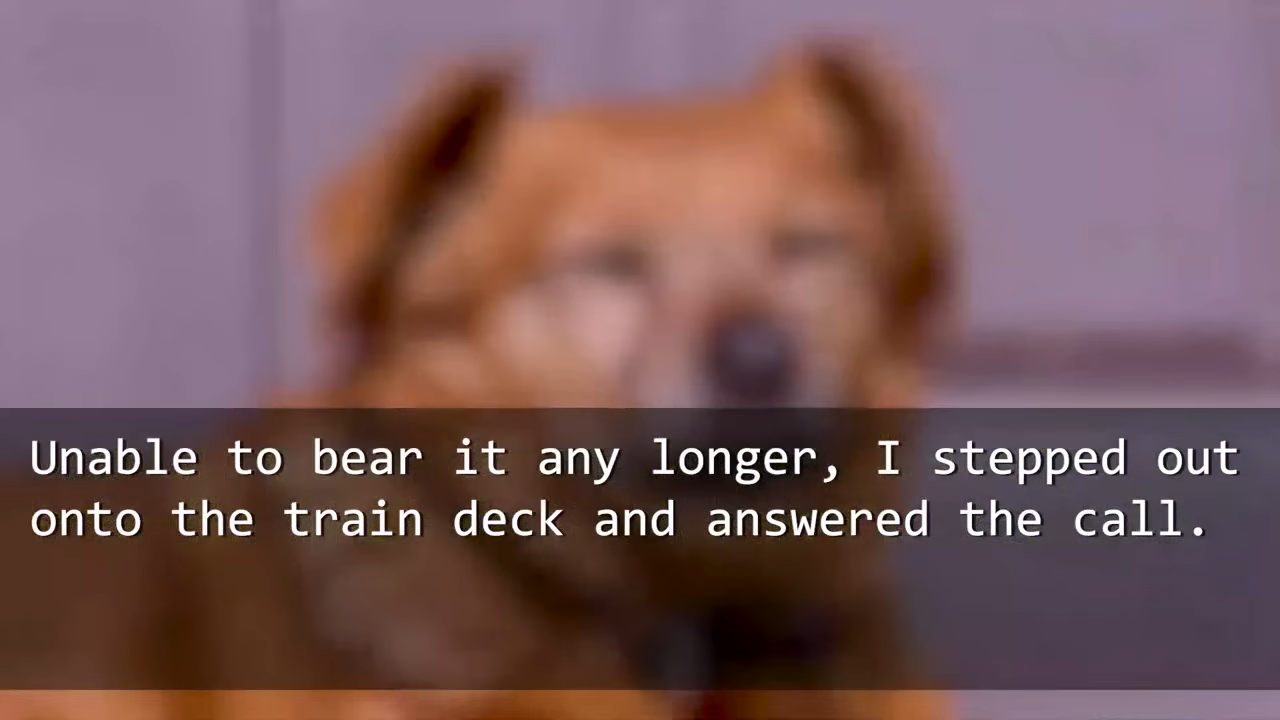 Unable to bear it any longer, I stepped out
onto the train deck and answered the call.